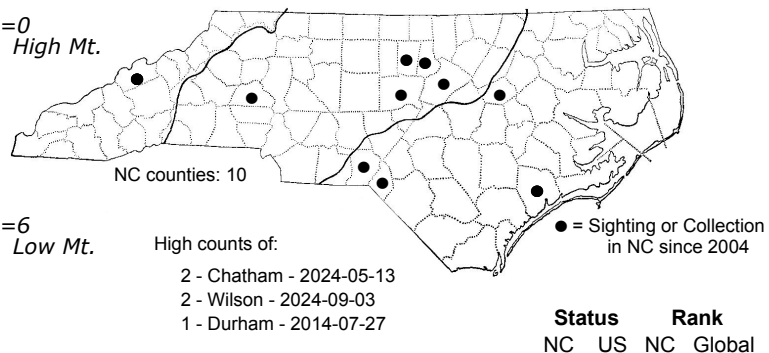 =0
High Mt.
NC counties: 10
=6
Low Mt.
High counts of:
2 - Chatham - 2024-05-13
2 - Wilson - 2024-09-03
1 - Durham - 2014-07-27
● = Sighting or Collection
in NC since 2004
Status Rank
NC US NC Global